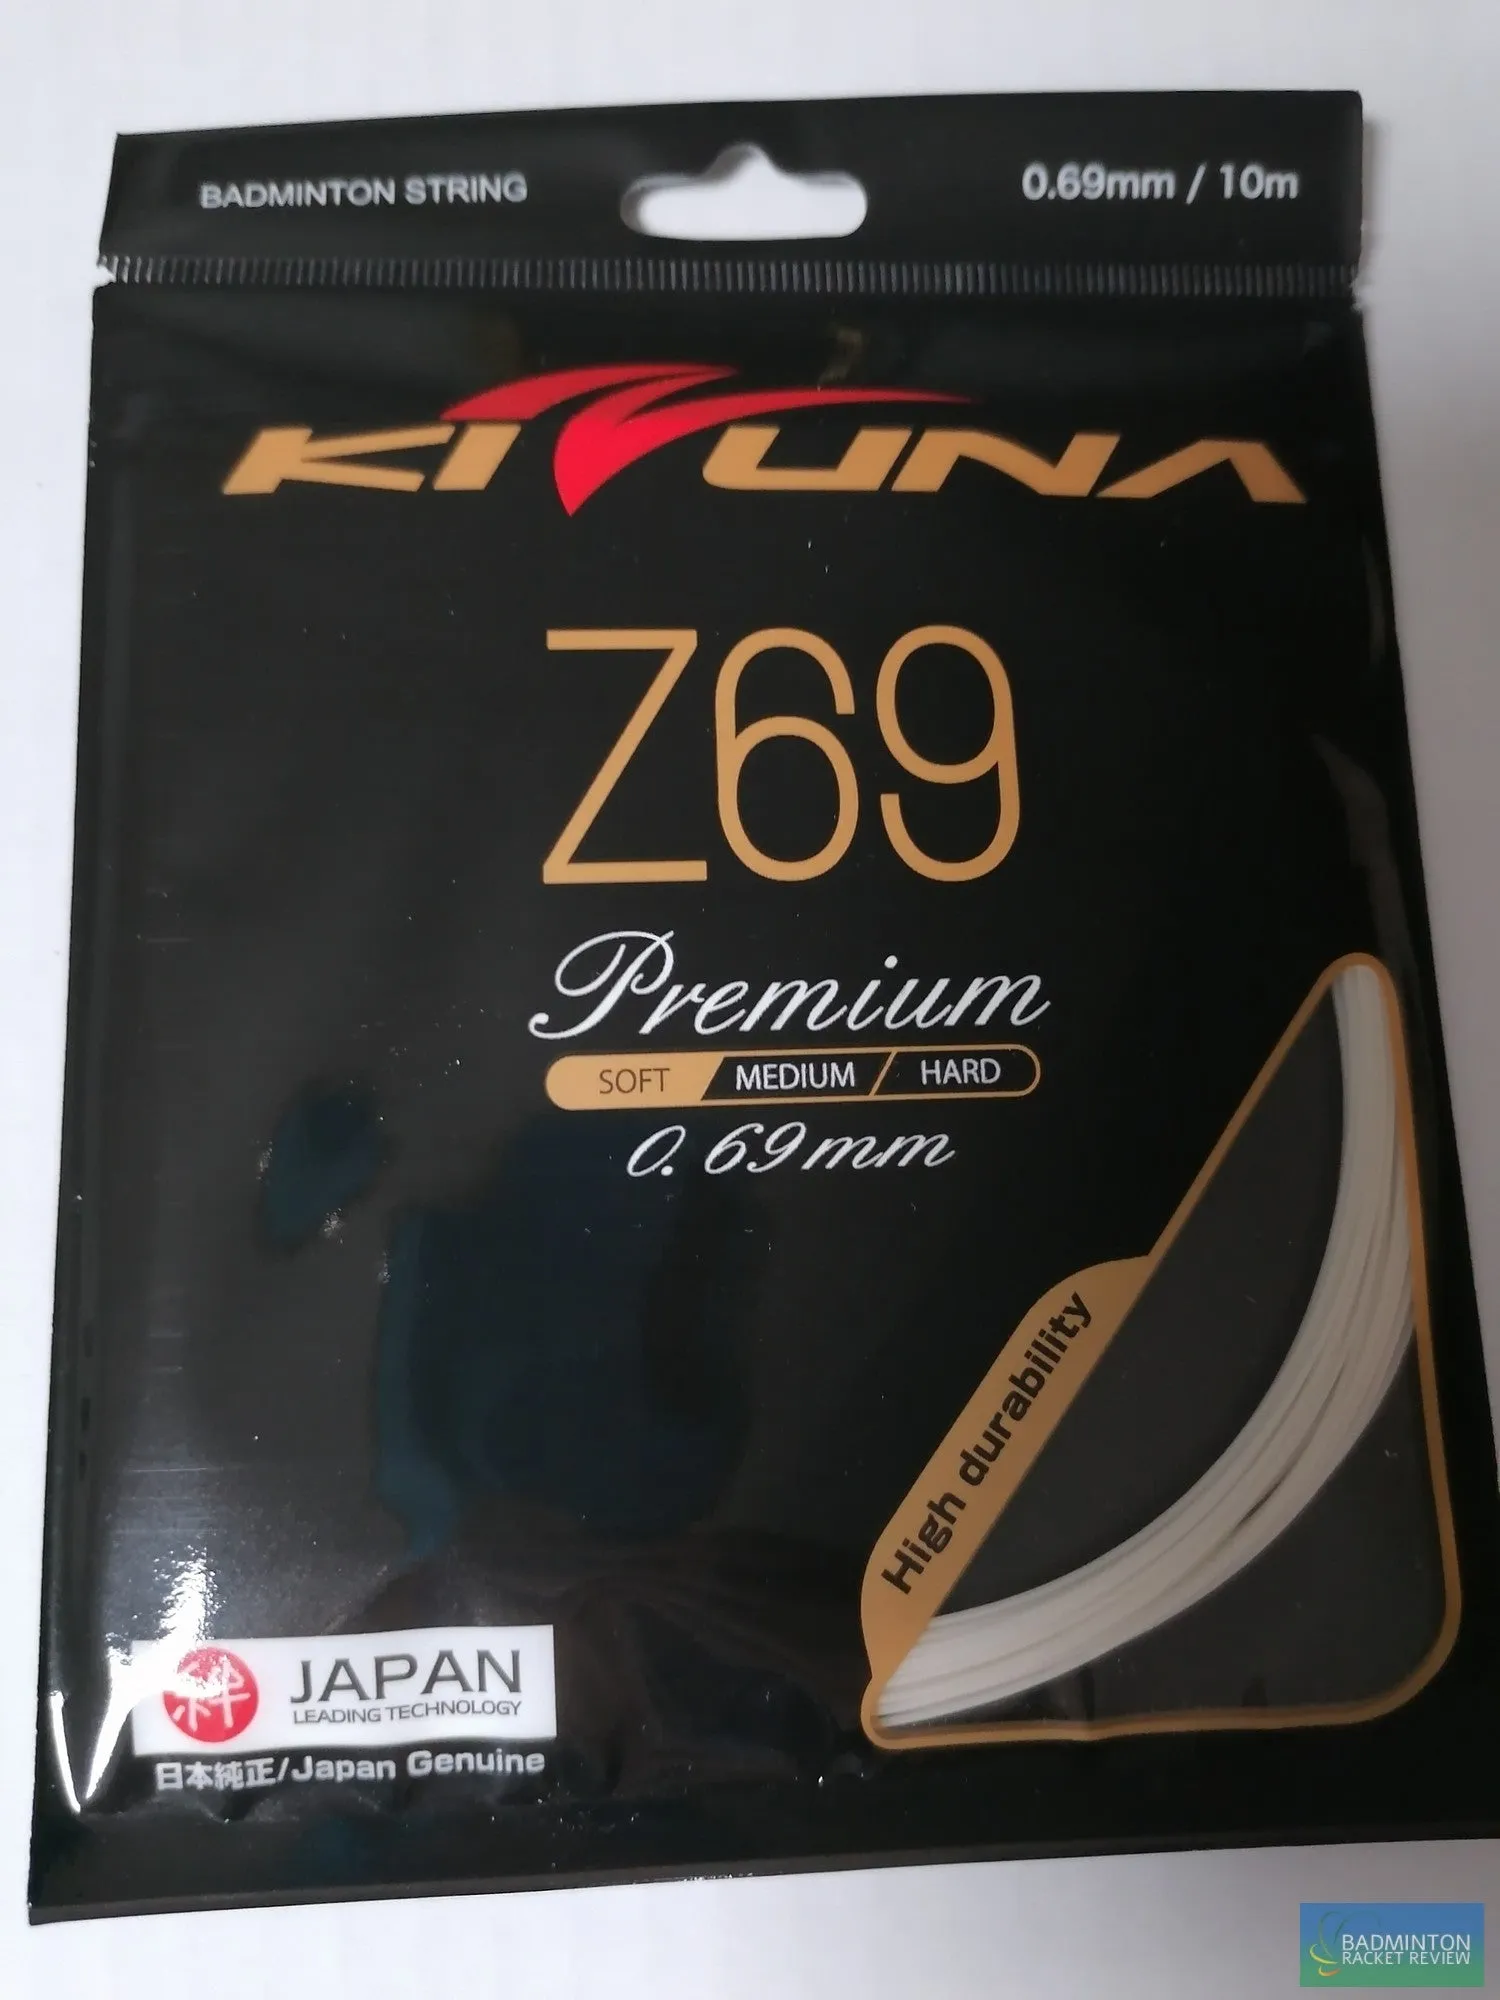 BADMINTON STRING
0.69mm / 10m
KIZUNA
Z69
Premium
SOFT MEDIUM / HARD
0.69mm
High durability
絆
JAPAN
LEADING TECHNOLOGY
日本純正/Japan Genuine
BADMINTON
RACKET REVIEW